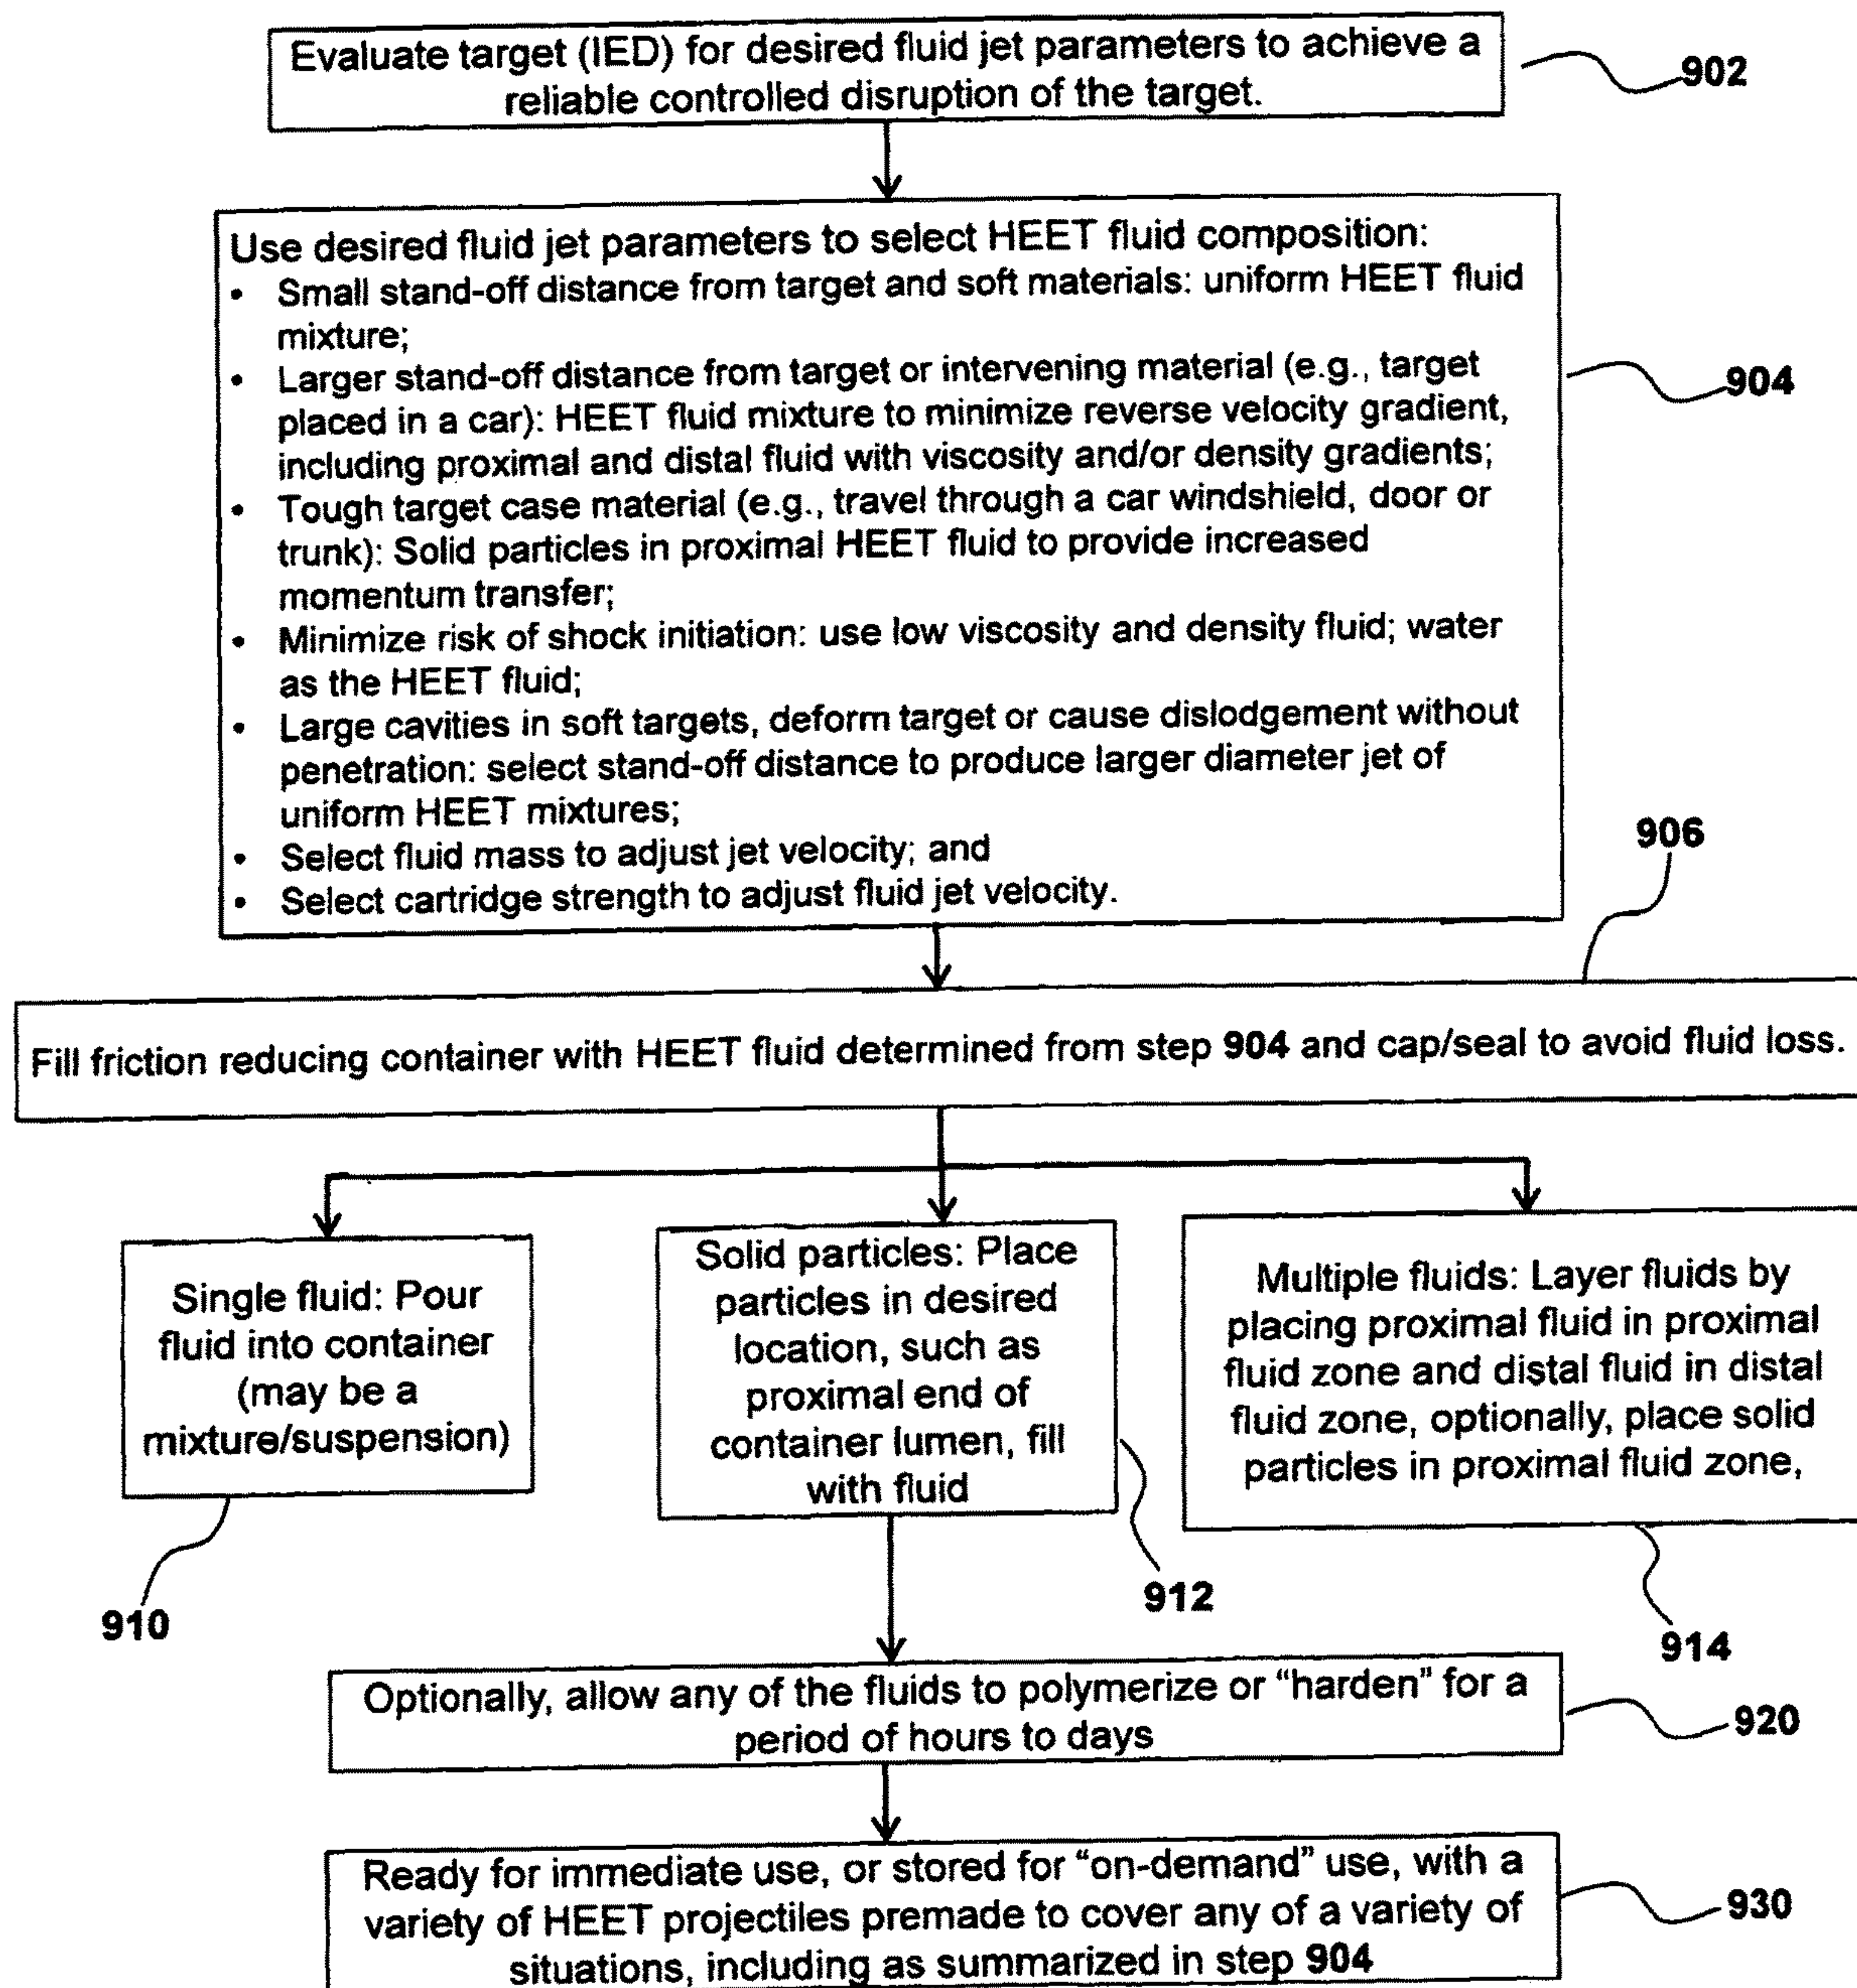 Evaluate target (IED) for desired fluid jet parameters to achieve a
reliable controlled disruption of the target.
902
Use desired fluid jet parameters to select HEET fluid composition:
• Small stand-off distance from target and soft materials: uniform HEET fluid
mixture;
• Larger stand-off distance from target or intervening material (e.g., target
placed in a car): HEET fluid mixture to minimize reverse velocity gradient,
including proximal and distal fluid with viscosity and/or density gradients;
• Tough target case material (e.g., travel through a car windshield, door or
trunk): Solid particles in proximal HEET fluid to provide increased
momentum transfer;
• Minimize risk of shock initiation: use low viscosity and density fluid; water
as the HEET fluid;
• Large cavities in soft targets, deform target or cause dislodgement without
penetration: select stand-off distance to produce larger diameter jet of
uniform HEET mixtures;
• Select fluid mass to adjust jet velocity; and
• Select cartridge strength to adjust fluid jet velocity.
904
906
Fill friction reducing container with HEET fluid determined from step 904 and cap/seal to avoid fluid loss.
Single fluid: Pour
fluid into container
(may be a
mixture/suspension)
910
Solid particles: Place
particles in desired
location, such as
proximal end of
container lumen, fill
with fluid
912
Multiple fluids: Layer fluids by
placing proximal fluid in proximal
fluid zone and distal fluid in distal
fluid zone, optionally, place solid
particles in proximal fluid zone,
914
Optionally, allow any of the fluids to polymerize or “harden” for a
period of hours to days
920
Ready for immediate use, or stored for “on-demand” use, with a
variety of HEET projectiles premade to cover any of a variety of
situations, including as summarized in step 904
930